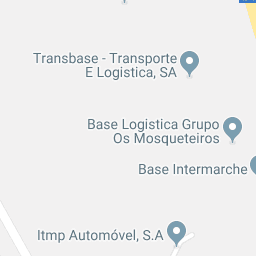 Transbase - Transporte
E Logistica, SA
Base Logistica Grupo
Os Mosqueteiros
Base Intermarche
Itmp Automóvel, S.A